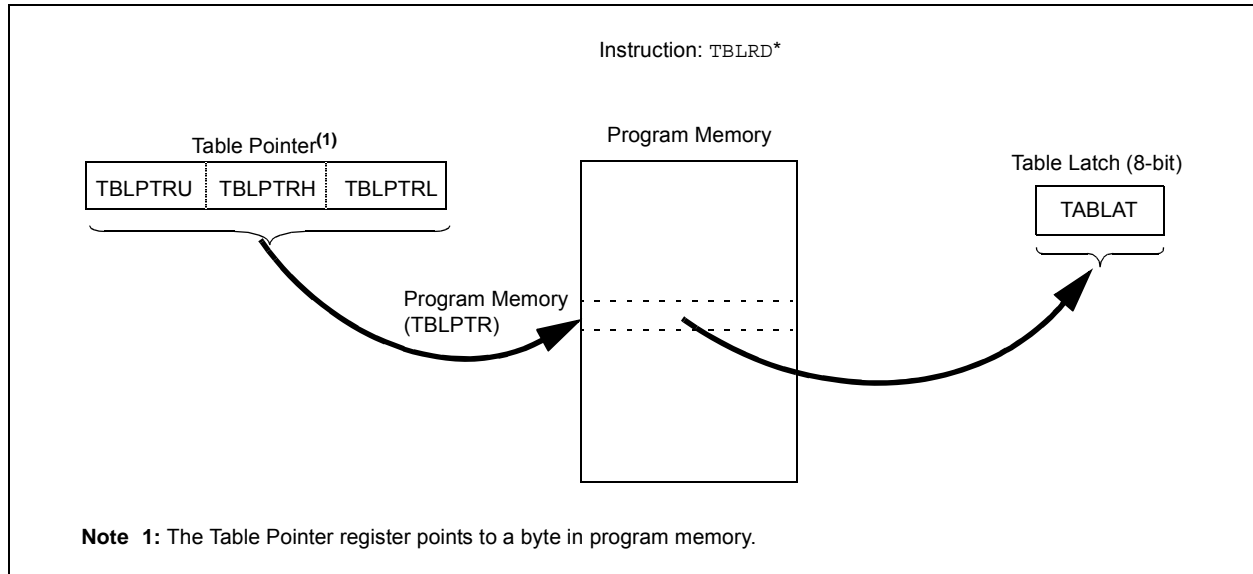 Instruction: TBLRD*
Table Pointer(1)
TBLPTRU TBLPTRH TBLPTRL
Program Memory
(TBLPTR)
Program Memory
Table Latch (8-bit)
TABLAT
Note 1: The Table Pointer register points to a byte in program memory.